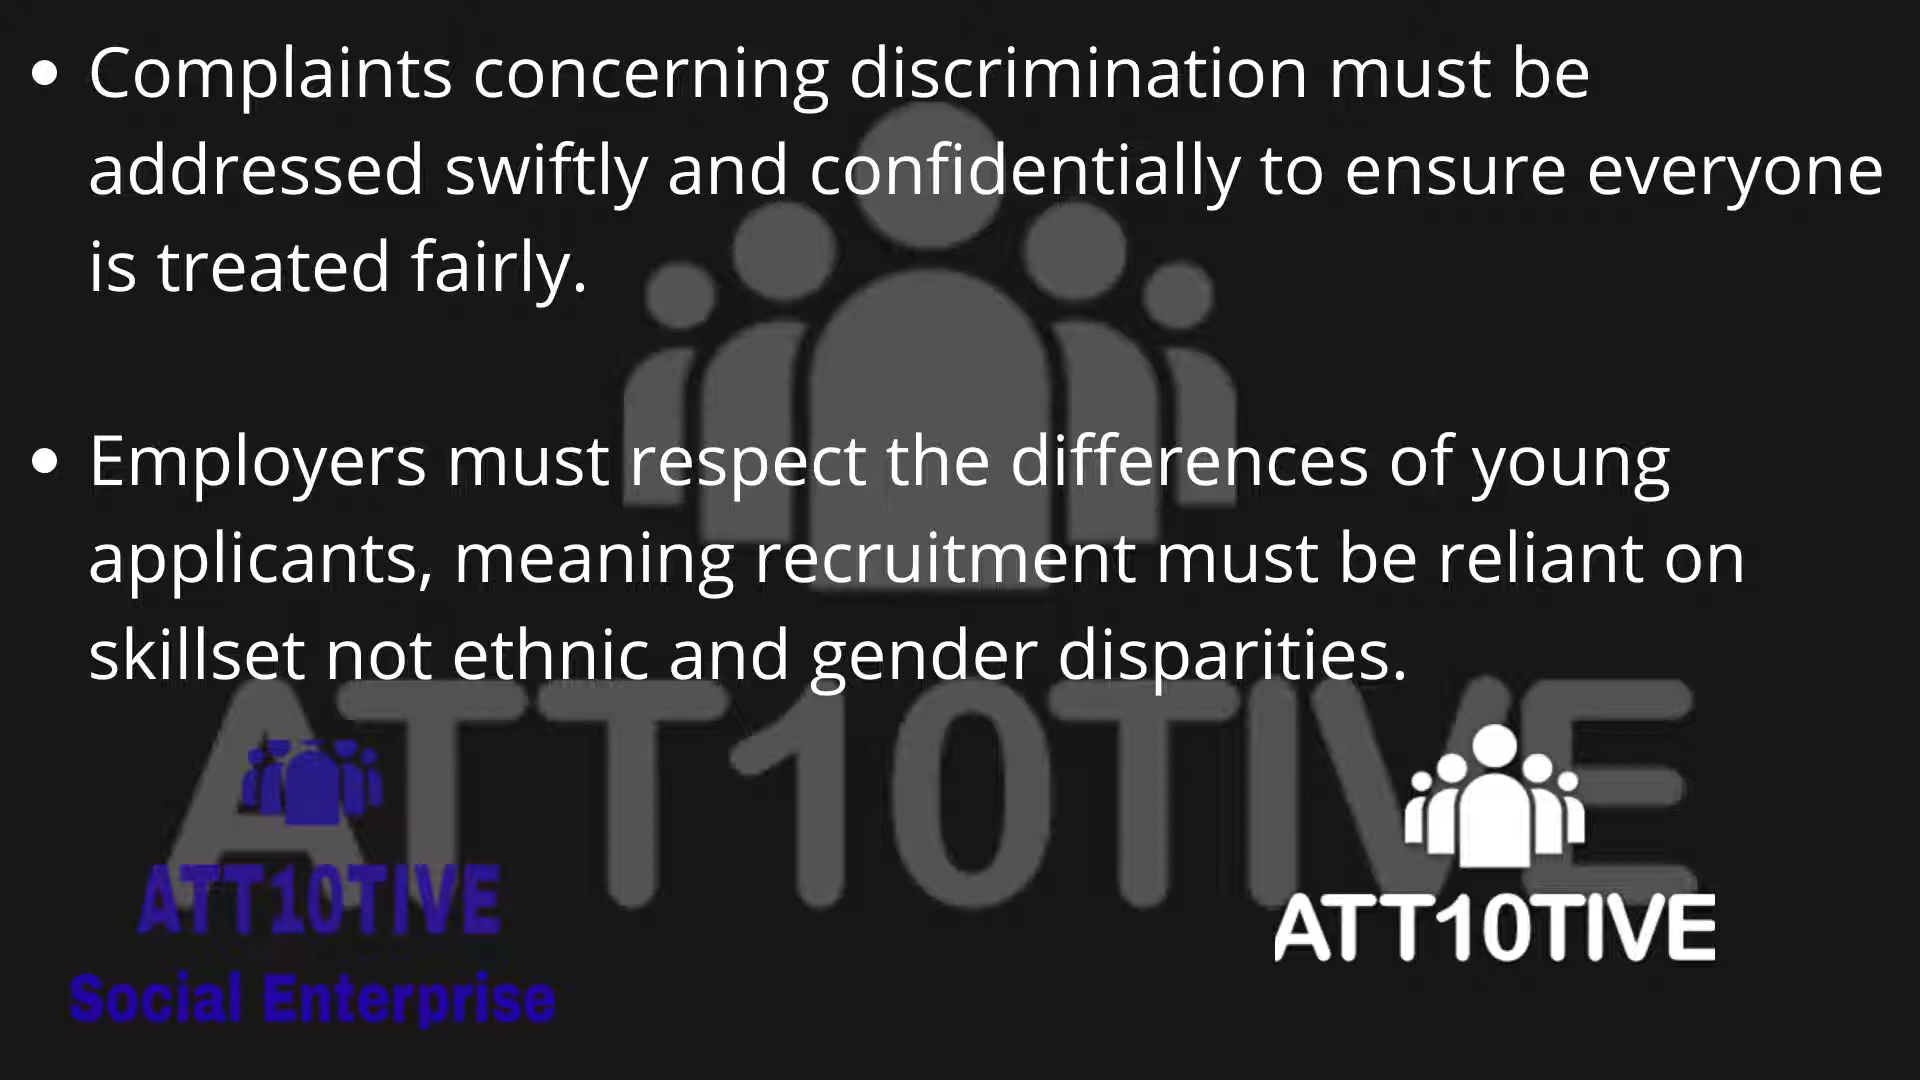 • Complaints concerning discrimination must be
addressed swiftly and confidentially to ensure everyone
is treated fairly.
• Employers must respect the differences of young
applicants, meaning recruitment must be reliant on
skillset not ethnic and gender disparities.
ATT10TIVE
ATT10TIVE
Social Enterprise
ATT10TIVE